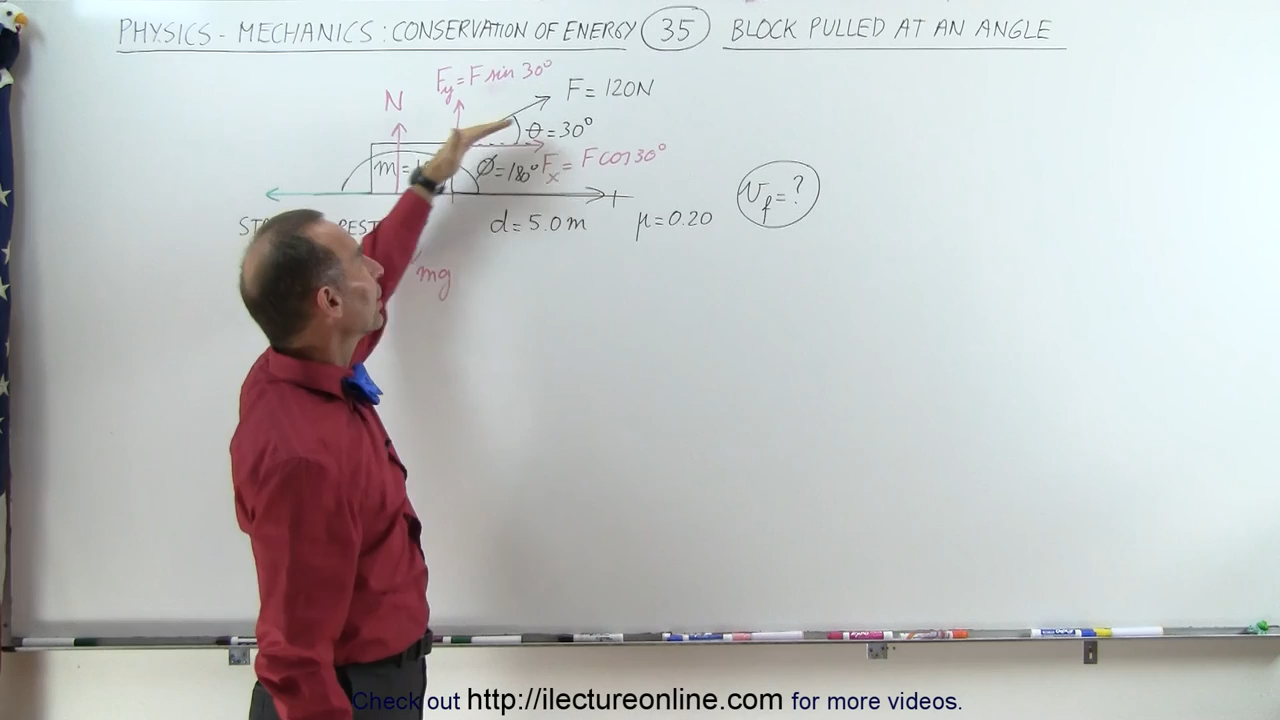 PHYSICS - MECHANICS : CONSERVATION OF ENERGY 35 BLOCK PULLED AT AN ANGLE
Fy = F sin 30°
F = 120N
N
θ = 30°
m =
Ø = 180°
Fx = F cos 30°
vf = ?
d = 5.0 m
μ = 0.20
mg
Check out http://ilectureonline.com for more videos.